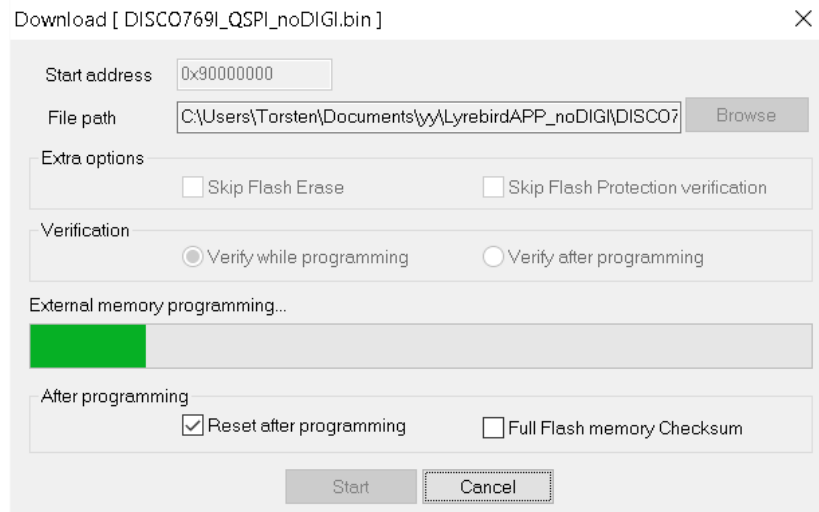 Download [ DISCO769I_QSPI_noDIGI.bin ]
Start address 0x90000000
File path C:\Users\Torsten\Documents\yy\LyrebirdAPP_noDIGI\DISCO7 Browse
Extra options
Skip Flash Erase Skip Flash Protection verification
Verification
Verify while programming Verify after programming
External memory programming...
After programming
Reset after programming Full Flash memory Checksum
Start Cancel